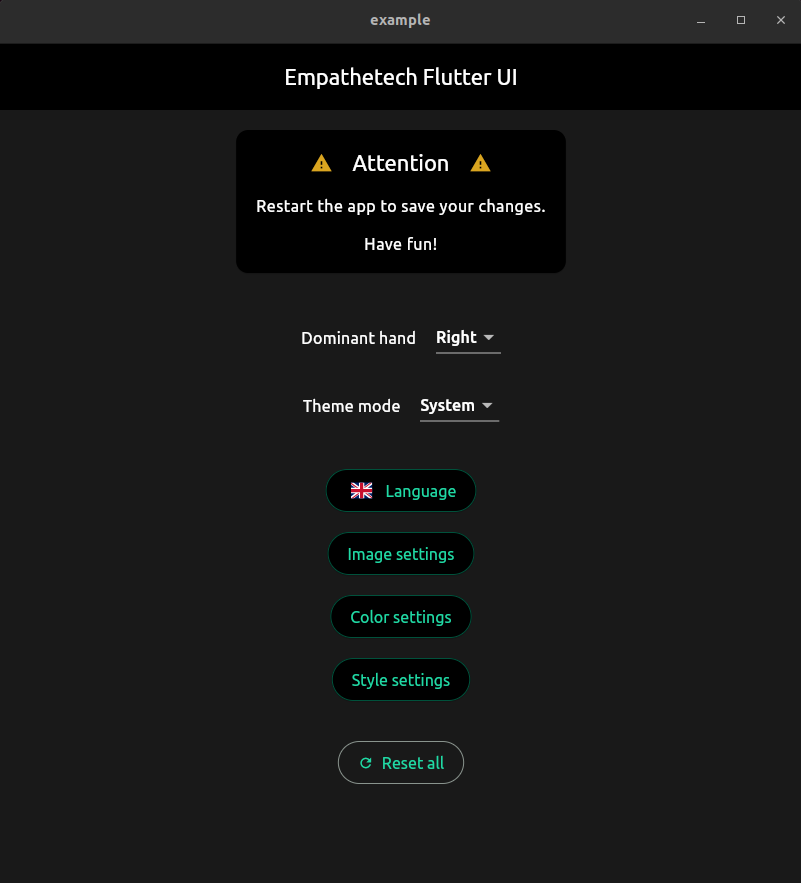 example
Empathetech Flutter UI
Attention
Restart the app to save your changes.
Have fun!
Dominant hand Right
Theme mode System
Language
Image settings
Color settings
Style settings
Reset all